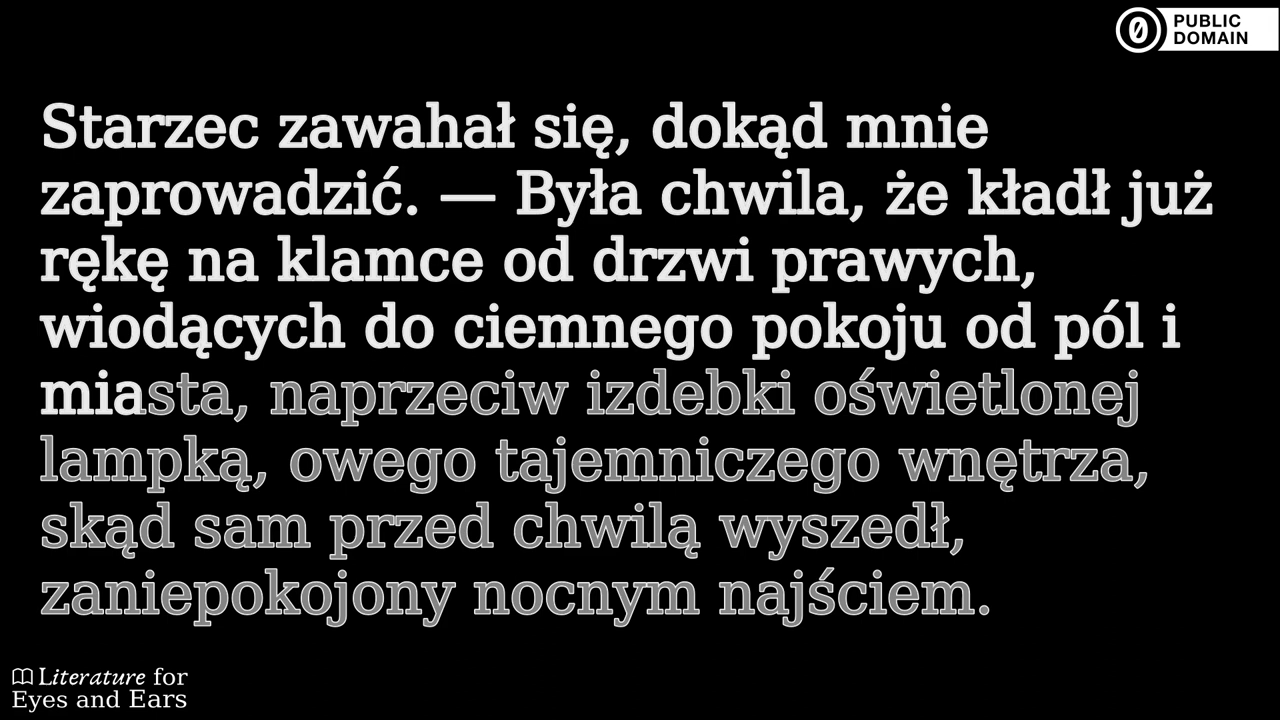 PUBLIC
DOMAIN
Starzec zawahał się, dokąd mnie
zaprowadzić. — Była chwila, że kładł już
rękę na klamce od drzwi prawych,
wiodących do ciemnego pokoju od pól i
miasta, naprzeciw izdebki oświetlonej
lampką, owego tajemniczego wnętrza,
skąd sam przed chwilą wyszedł,
zaniepokojony nocnym najściem.
Literature for
Eyes and Ears